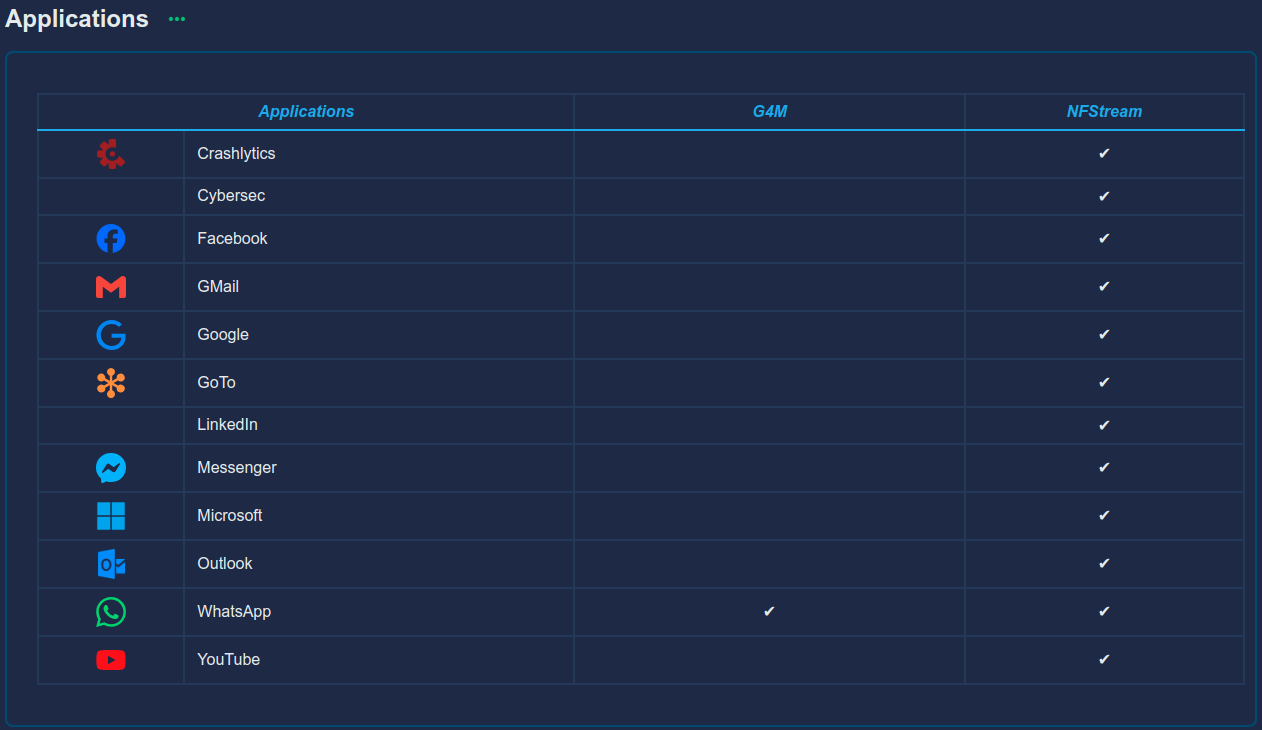 Applications ···
Applications G4M NFStream
Crashlytics ✔
Cybersec ✔
Facebook ✔
GMail ✔
Google ✔
GoTo ✔
LinkedIn ✔
Messenger ✔
Microsoft ✔
Outlook ✔
WhatsApp ✔ ✔
YouTube ✔